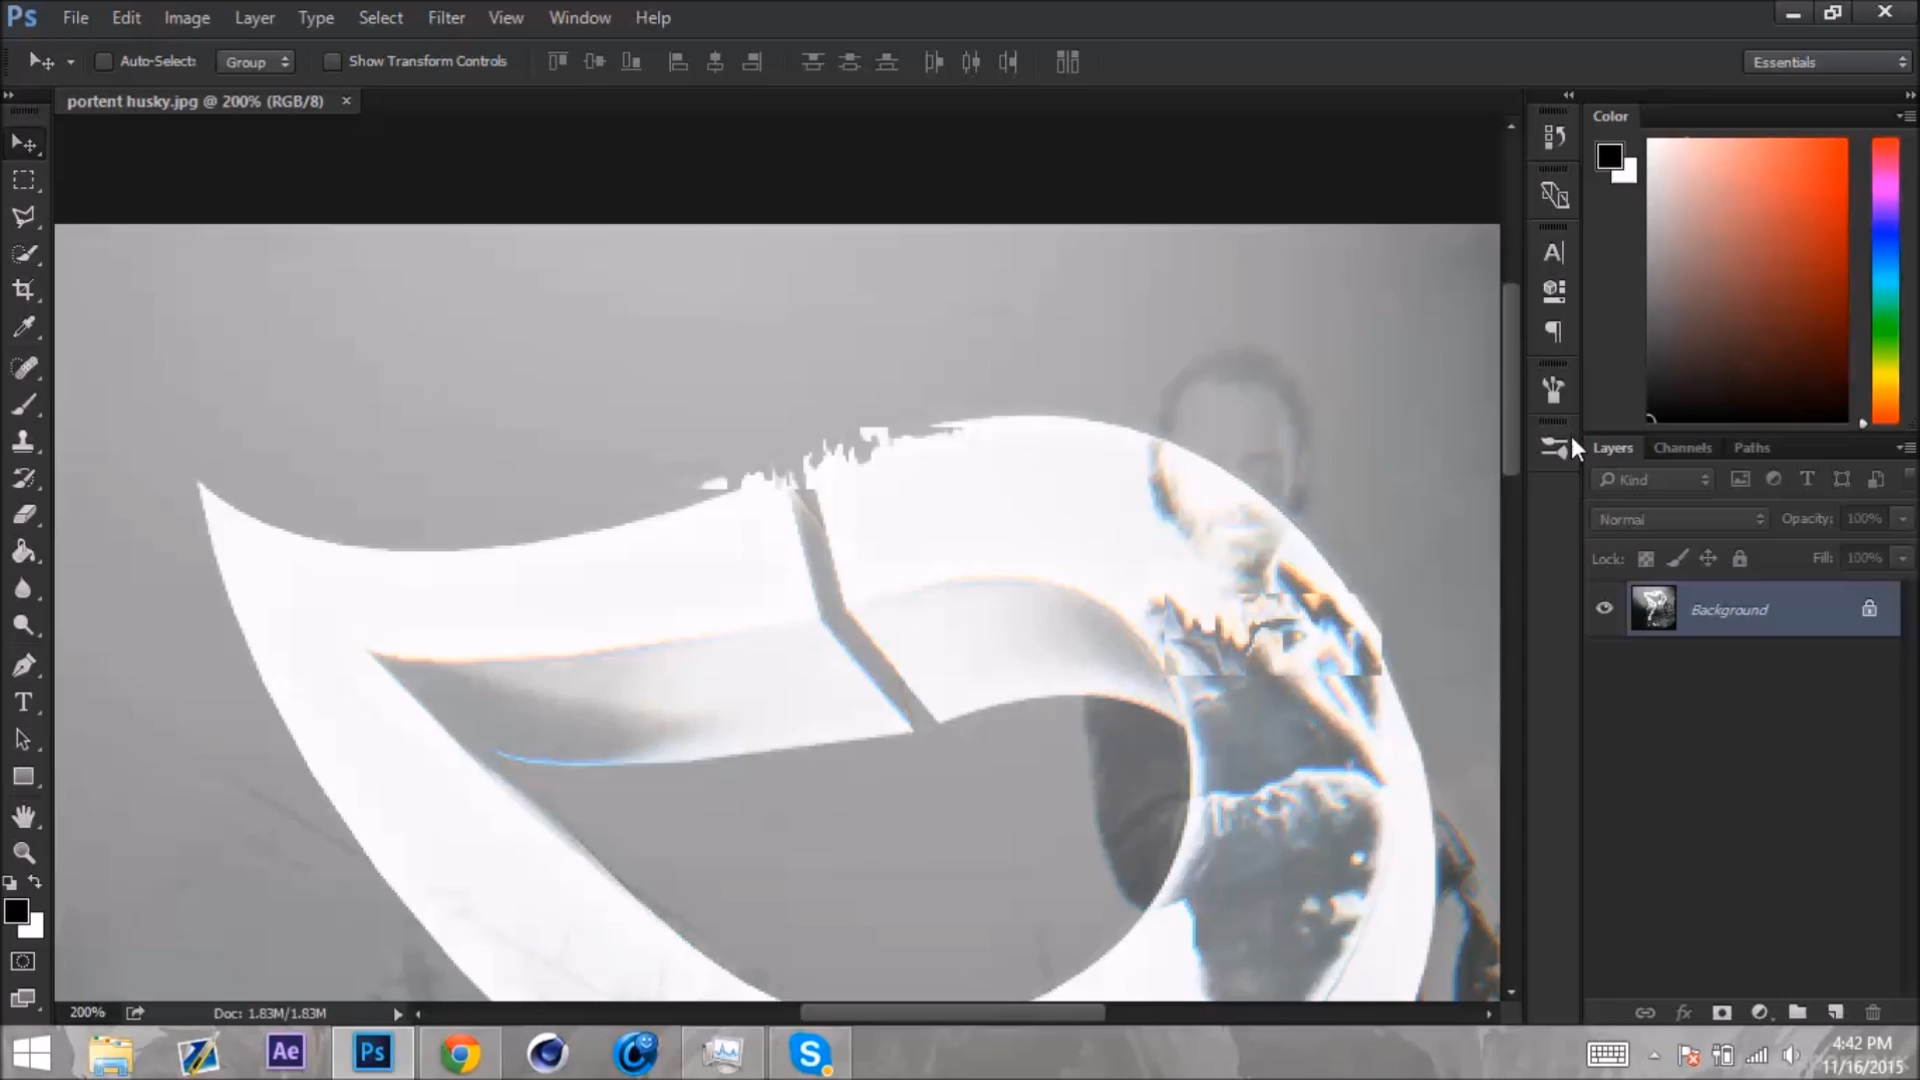 Ps File Edit Image Layer Type Select Filter View Window Help
Auto-Select: Group Show Transform Controls Essentials
portent husky.jpg @ 200% (RGB/8)
Color
Layers Channels Paths
Kind T
Normal Opacity: 100%
Lock: Fill: 100%
Background
T
200% Doc: 1.83M/1.83M
fx
Ae Ps
4:42 PM
11/16/2015